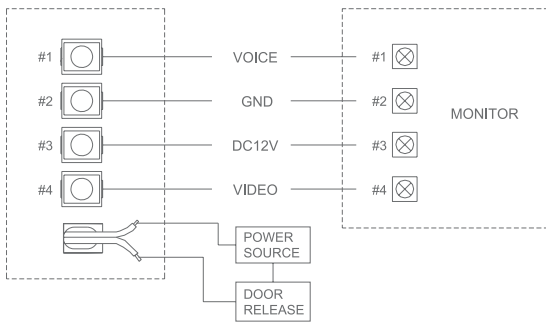 #1 VOICE #1
#2 GND #2
MONITOR
#3 DC12V #3
#4 VIDEO #4
POWER
SOURCE
DOOR
RELEASE